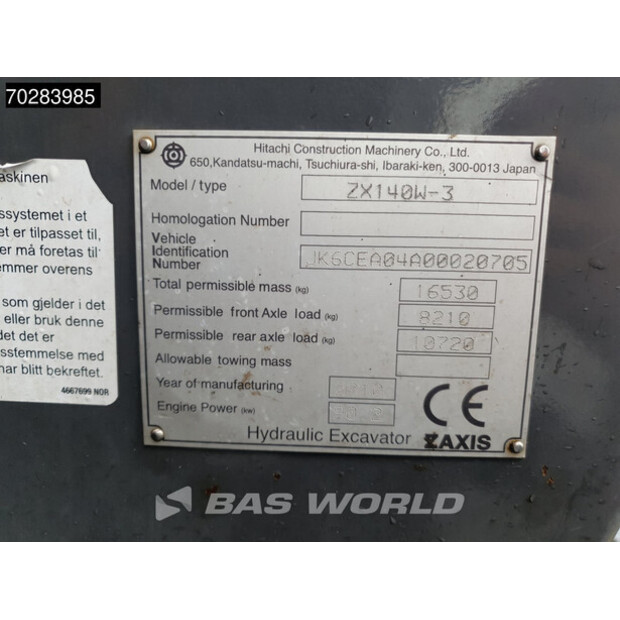 70283985
askinen
ssystemet i et
et er tilpasset til,
er må foretas til
emmer overens
som gjelder i det
eller bruk denne
det det er
sstemmelse med
nar blitt bekreftet.
4667699 NOR
Hitachi Construction Machinery Co., Ltd.
650,Kandatsu-machi, Tsuchiura-shi, Ibaraki-ken, 300-0013 Japan
Model / type ZX140W-3
Homologation Number
Vehicle
Identification
Number JK6CEA04A00020705
Total permissible mass (kg) 16530
Permissible front Axle load (kg) 8210
Permissible rear axle load (kg) 10720
Allowable towing mass
Year of manufacturing
Engine Power (kw)
CE
Hydraulic Excavator ZAXIS
BAS WORLD